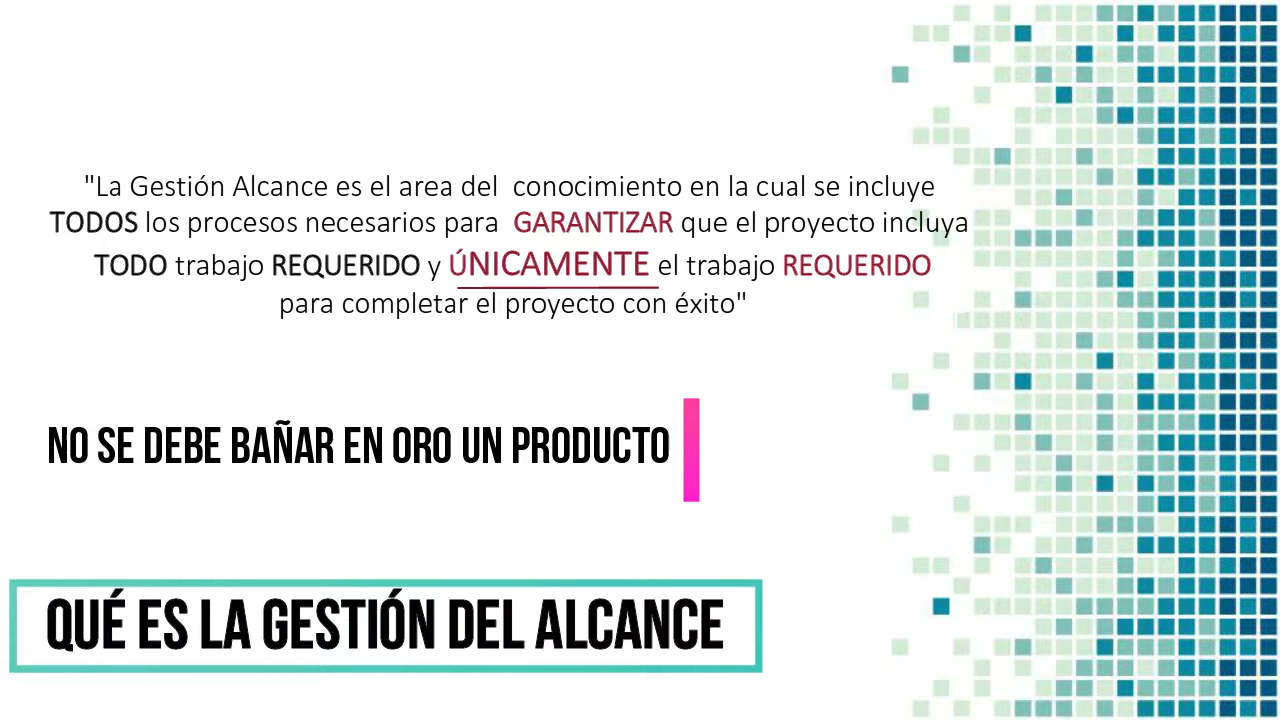 "La Gestión Alcance es el area del  conocimiento en la cual se incluye
TODOS los procesos necesarios para  GARANTIZAR que el proyecto incluya
TODO trabajo REQUERIDO y ÚNICAMENTE el trabajo REQUERIDO
para completar el proyecto con éxito"
NO SE DEBE BAÑAR EN ORO UN PRODUCTO
QUÉ ES LA GESTIÓN DEL ALCANCE